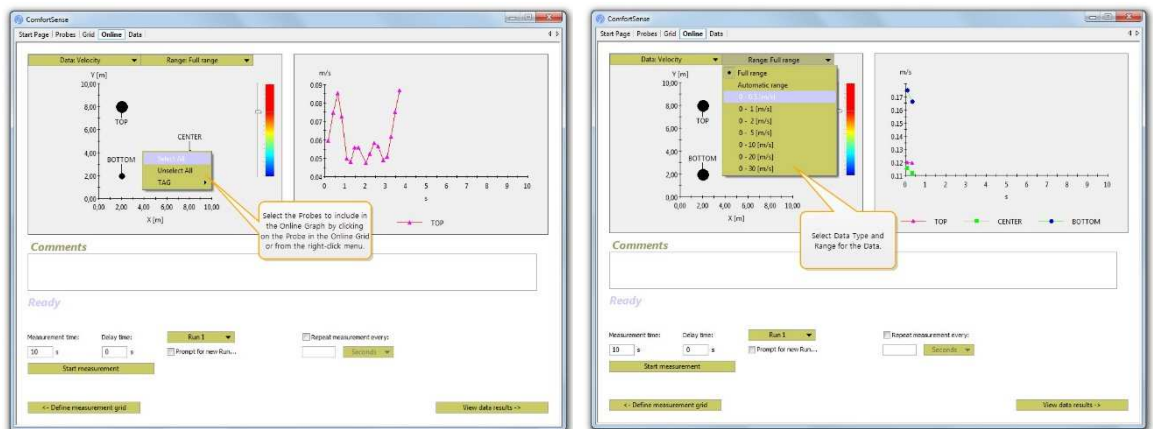 ComfortSense
Start Page Probes Grid Online Data
Data: Velocity Range: Full range
Y [m]
10,00
8,00
TOP
6,00
CENTER
4,00
BOTTOM
2,00
0,00
0,00 2,00 4,00 6,00 8,00 10,00
X [m]
Select All
Unselect All
TAG
Select the Probes to include in
the Online Graph by clicking
on the Probe in the Online Grid
or from the right-click menu.
m/s
0.09
0.08
0.07
0.06
0.05
0.04
0 1 2 3 4 5 6 7 8 9 10
s
TOP
Comments
Ready
Measurement time: Delay time: Run 1 Repeat measurement every:
10 s 0 s Prompt for new Run... Seconds
Start measurement
<- Define measurement grid View data results ->
ComfortSense
Start Page Probes Grid Online Data
Data: Velocity Range: Full range
Y [m]
10,00
8,00
TOP
6,00
4,00
BOTTOM
2,00
0,00
0,00 2,00 4,00 6,00 8,00 10,00
X [m]
Full range
Automatic range
0 - 1 [m/s]
0 - 2 [m/s]
0 - 5 [m/s]
0 - 10 [m/s]
0 - 20 [m/s]
0 - 30 [m/s]
Select Data Type and
Range for the Data.
m/s
0.17
0.16
0.15
0.14
0.13
0.12
0.11
0 1 2 3 4 5 6 7 8 9 10
s
TOP CENTER BOTTOM
Comments
Ready
Measurement time: Delay time: Run 1 Repeat measurement every:
10 s 0 s Prompt for new Run... Seconds
Start measurement
<- Define measurement grid View data results ->